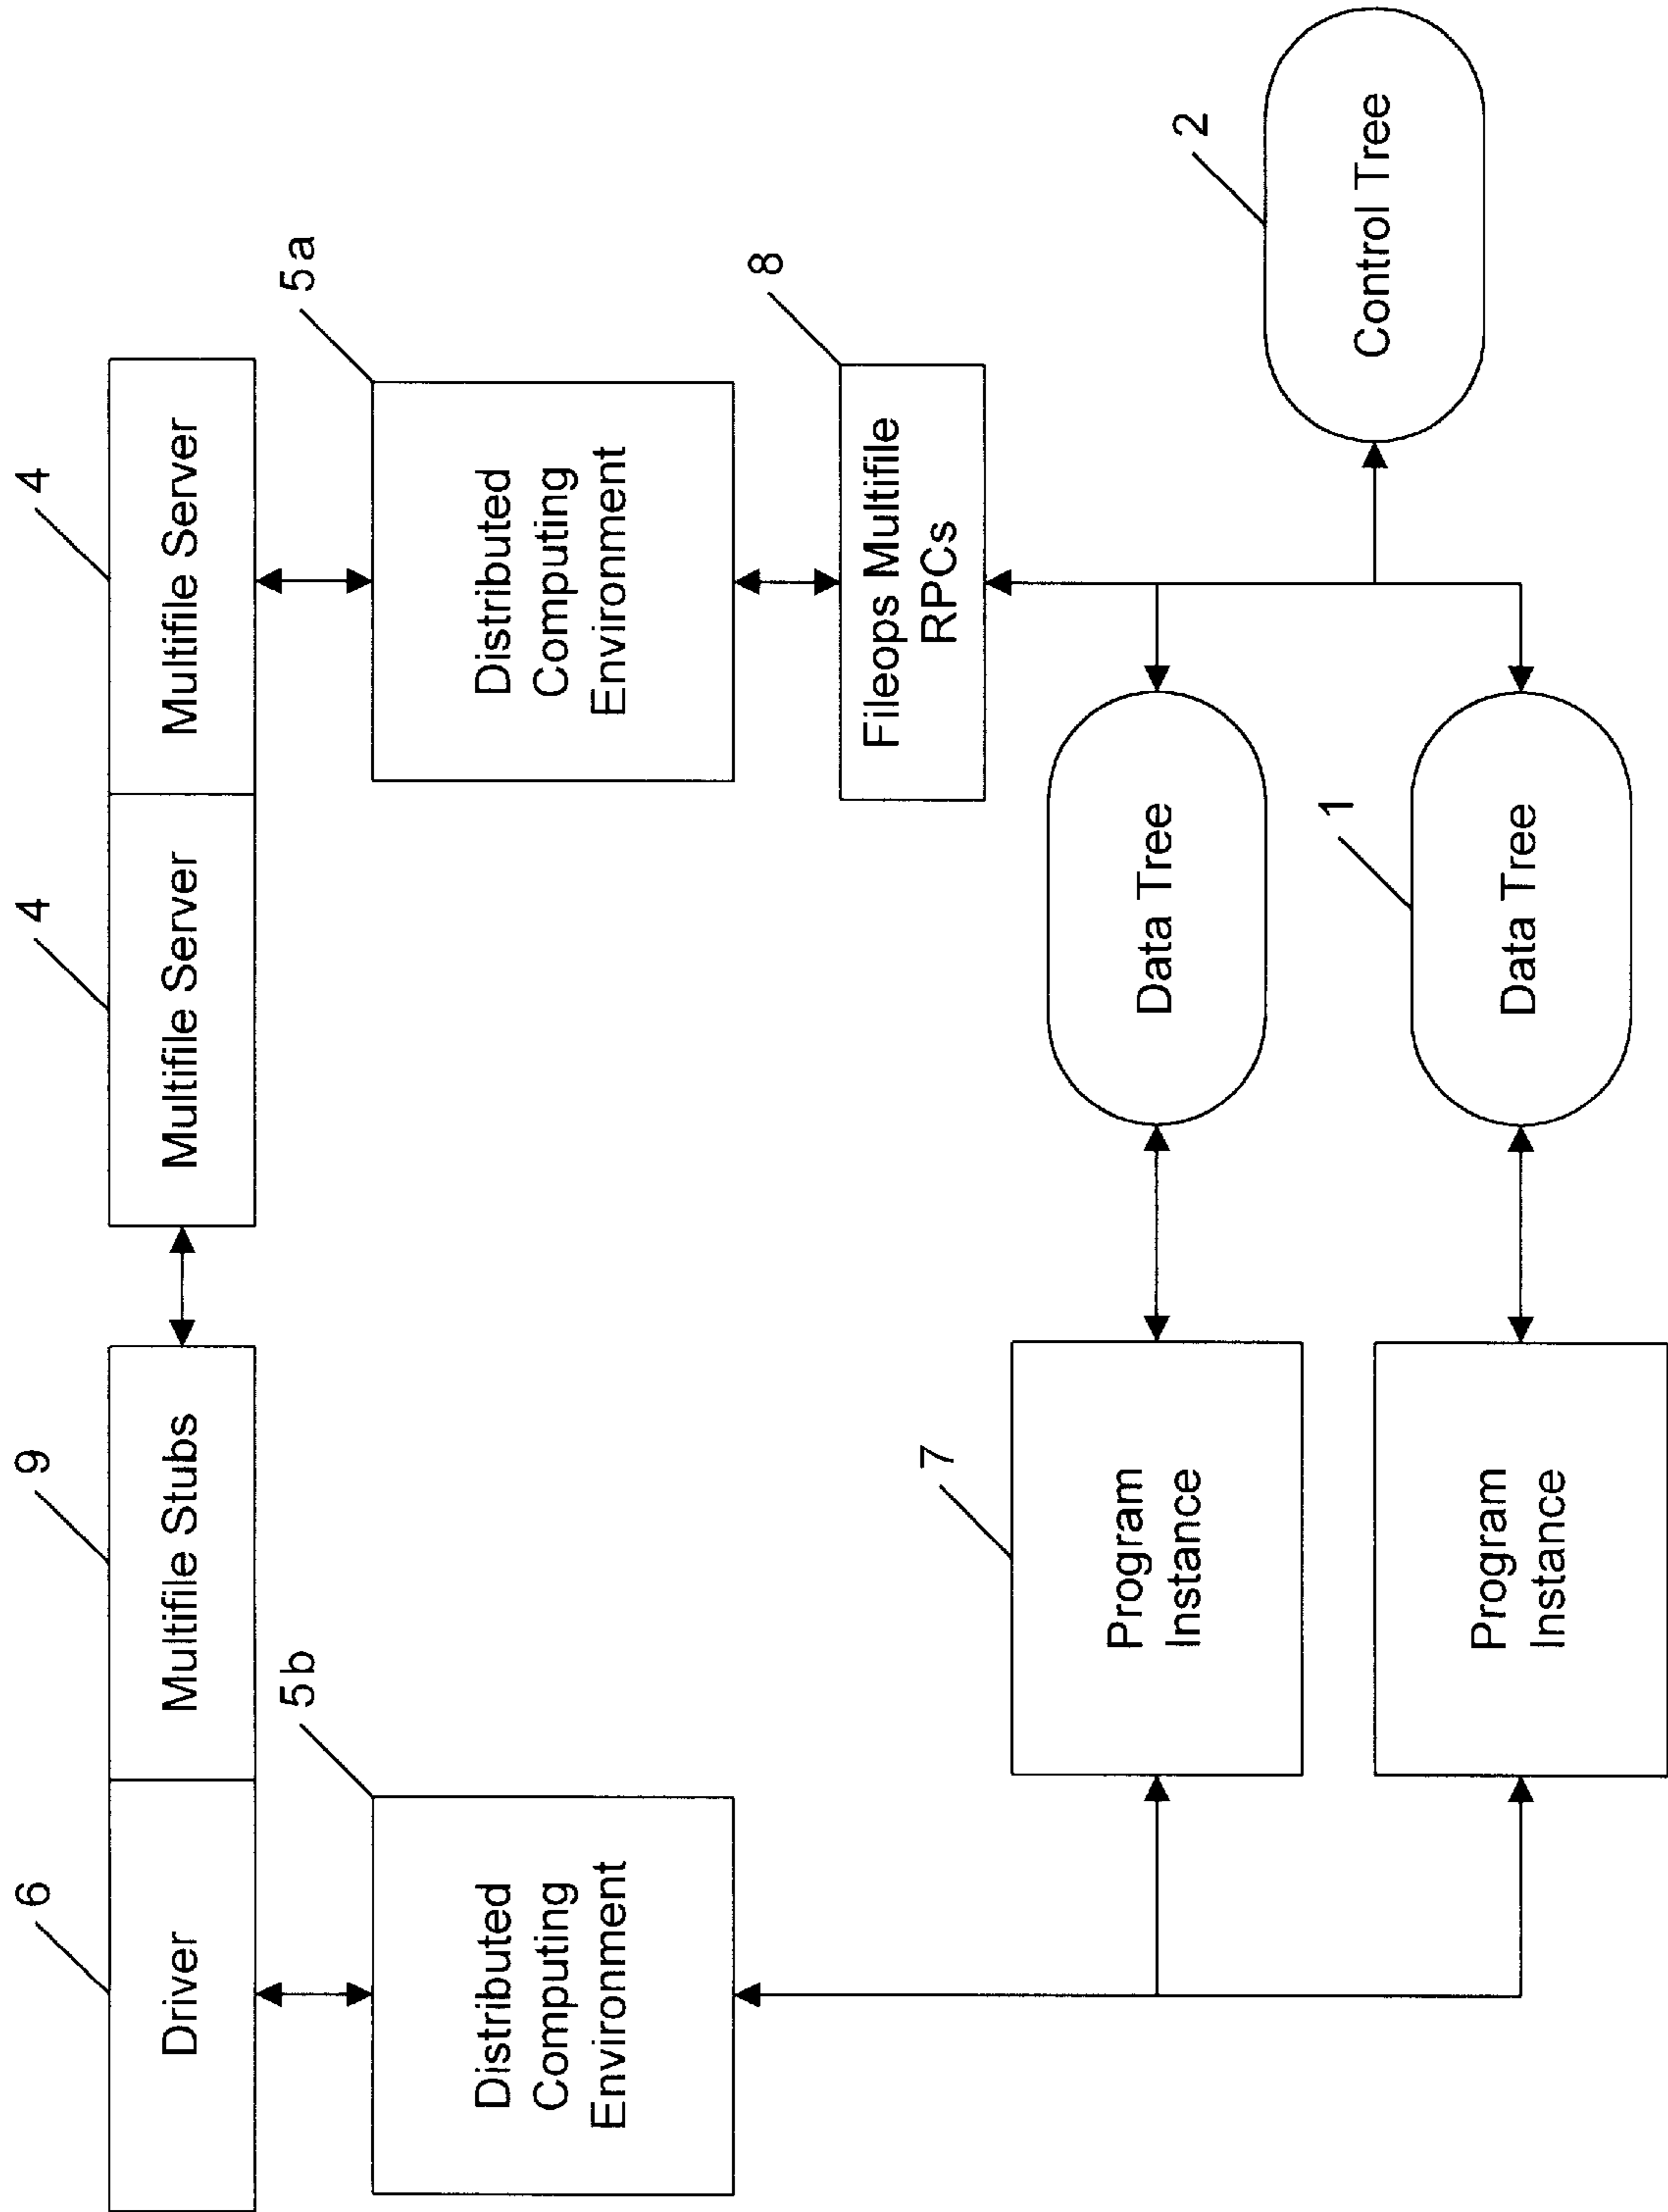 6
9
4
4
Driver
Multifile Stubs
Multifile Server
Multifile Server
5b
5a
Distributed
Computing
Environment
Distributed
Computing
Environment
8
Fileops Multifile
RPCs
7
Program
Instance
Data Tree
2
Control Tree
1
Program
Instance
Data Tree